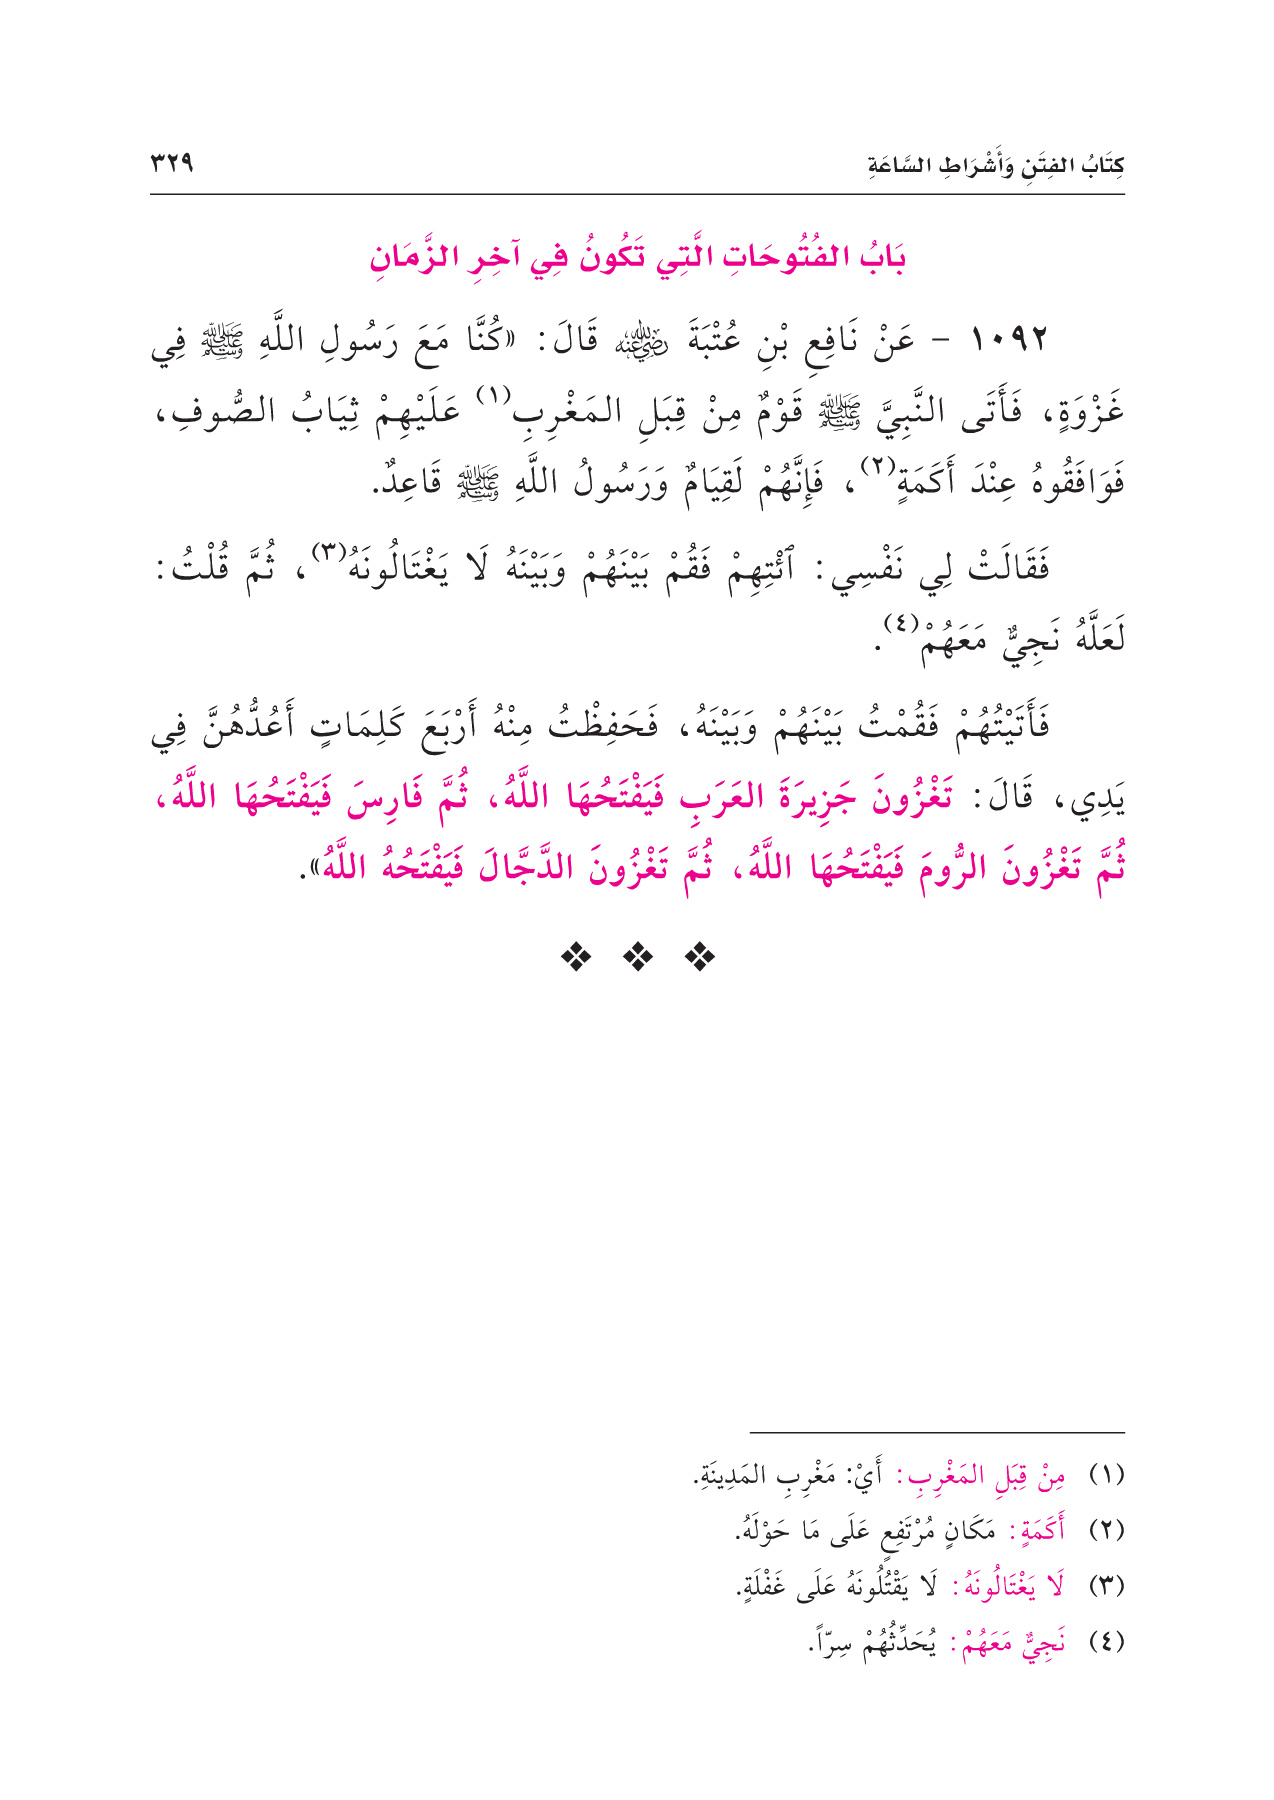 كِتَابُ الفِتَنِ وَأَشْرَاطِ السَّاعَةِ ٣٢٩
بَابُ الفُتُوحَاتِ الَّتِي تَكُونُ فِي آخِرِ الزَّمَانِ
١٠٩٢ - عَنْ نَافِعِ بْنِ عُتْبَةَ رضي الله عنه قَالَ: «كُنَّا مَعَ رَسُولِ اللَّهِ ﷺ فِي
غَزْوَةٍ، فَأَتَى النَّبِيَّ ﷺ قَوْمٌ مِنْ قِبَلِ المَغْرِبِ(١) عَلَيْهِمْ ثِيَابُ الصُّوفِ،
فَوَافَقُوهُ عِنْدَ أَكَمَةٍ(٢)، فَإِنَّهُمْ لَقِيَامٌ وَرَسُولُ اللَّهِ ﷺ قَاعِدٌ.
فَقَالَتْ لِي نَفْسِي: ٱئْتِهِمْ فَقُمْ بَيْنَهُمْ وَبَيْنَهُ لَا يَغْتَالُونَهُ(٣)، ثُمَّ قُلْتُ:
لَعَلَّهُ نَجِيٌّ مَعَهُمْ(٤).
فَأَتَيْتُهُمْ فَقُمْتُ بَيْنَهُمْ وَبَيْنَهُ، فَحَفِظْتُ مِنْهُ أَرْبَعَ كَلِمَاتٍ أَعُدُّهُنَّ فِي
يَدِي، قَالَ: تَغْزُونَ جَزِيرَةَ العَرَبِ فَيَفْتَحُهَا اللَّهُ، ثُمَّ فَارِسَ فَيَفْتَحُهَا اللَّهُ،
ثُمَّ تَغْزُونَ الرُّومَ فَيَفْتَحُهَا اللَّهُ، ثُمَّ تَغْزُونَ الدَّجَّالَ فَيَفْتَحُهُ اللَّهُ».
(١) مِنْ قِبَلِ المَغْرِبِ: أَيْ: مَغْرِبِ المَدِينَةِ.
(٢) أَكَمَةٍ: مَكَانٍ مُرْتَفِعٍ عَلَى مَا حَوْلَهُ.
(٣) لَا يَغْتَالُونَهُ: لَا يَقْتُلُونَهُ عَلَى غَفْلَةٍ.
(٤) نَجِيٌّ مَعَهُمْ: يُحَدِّثُهُمْ سِرّاً.